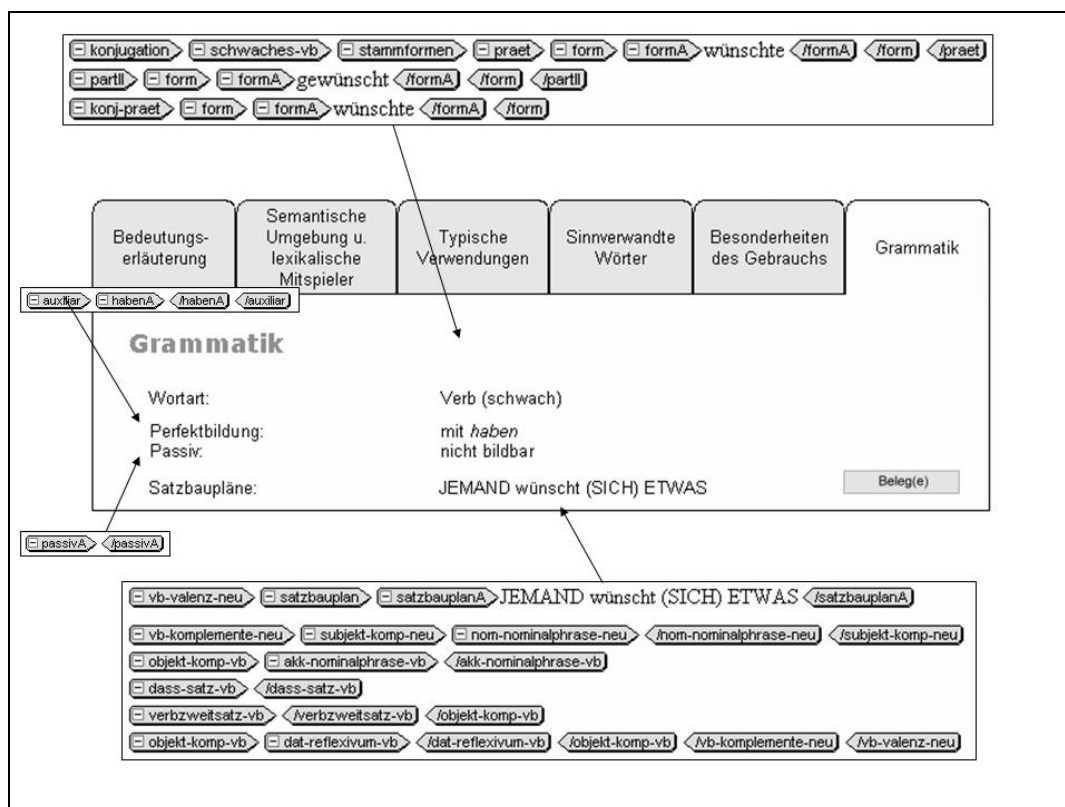 konjugation schwaches-vb stammformen praet form formA wünschte /formA /form /praet
partII form formA gewünscht /formA /form /partII
konj-praet form formA wünschte /formA /form
Bedeutungs-
erläuterung
Semantische
Umgebung u.
lexikalische
Mitspieler
Typische
Verwendungen
Sinnverwandte
Wörter
Besonderheiten
des Gebrauchs
Grammatik
auxiliar habenA /habenA /auxiliar
Grammatik
Wortart: Verb (schwach)
Perfektbildung: mit haben
Passiv: nicht bildbar
Satzbaupläne: JEMAND wünscht (SICH) ETWAS Beleg(e)
passivA /passivA
vb-valenz-neu satzbauplan satzbauplanA JEMAND wünscht (SICH) ETWAS /satzbauplanA
vb-komplemente-neu subjekt-komp-neu nom-nominalphrase-neu /nom-nominalphrase-neu /subjekt-komp-neu
objekt-komp-vb akk-nominalphrase-vb /akk-nominalphrase-vb
dass-satz-vb /dass-satz-vb
verbzweitsatz-vb /verbzweitsatz-vb /objekt-komp-vb
objekt-komp-vb dat-reflexivum-vb /dat-reflexivum-vb /objekt-komp-vb /vb-komplemente-neu /vb-valenz-neu